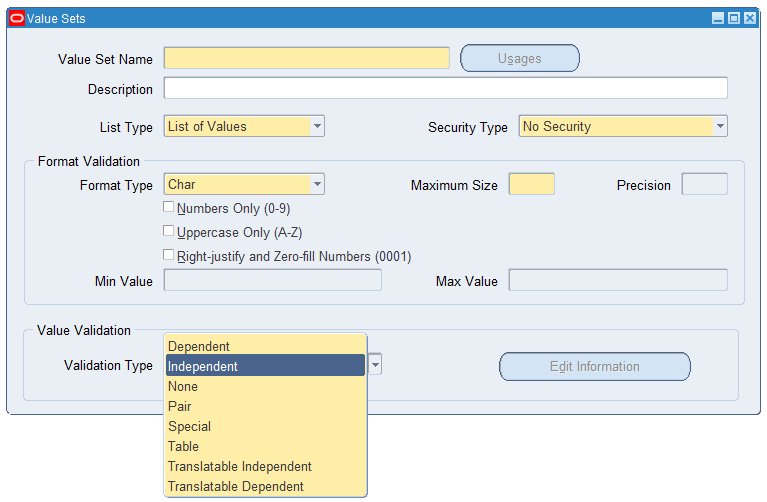 Value Sets
Value Set Name
Usages
Description
List Type List of Values Security Type No Security
Format Validation
Format Type Char Maximum Size Precision
Numbers Only (0-9)
Uppercase Only (A-Z)
Right-justify and Zero-fill Numbers (0001)
Min Value Max Value
Value Validation
Validation Type
Dependent
Independent
None
Pair
Special
Table
Translatable Independent
Translatable Dependent
Edit Information